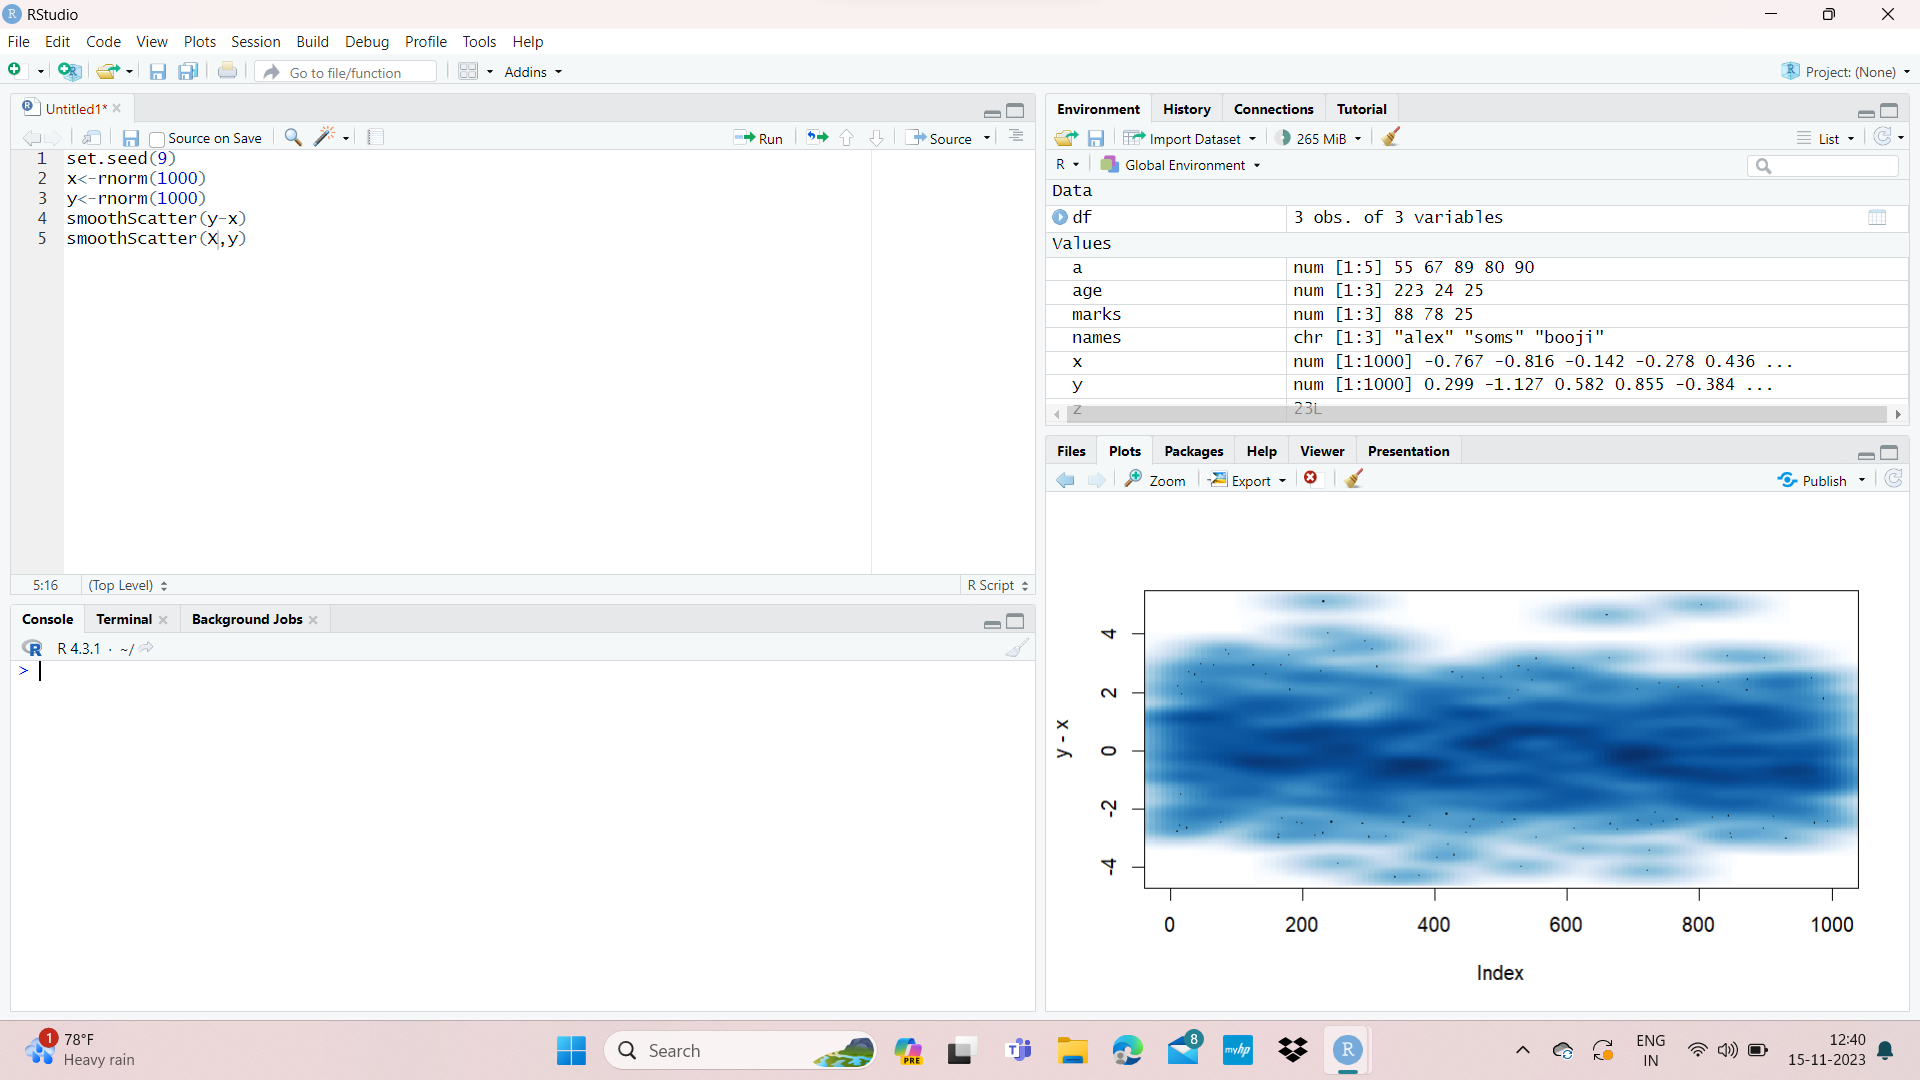 RStudio
File Edit Code View Plots Session Build Debug Profile Tools Help
Go to file/function Addins Project: (None)
Untitled1*
Source on Save Run Source
1 set.seed(9)
2 x<-rnorm(1000)
3 y<-rnorm(1000)
4 smoothScatter(y-x)
5 smoothScatter(X,y)
5:16 (Top Level) R Script
Console Terminal Background Jobs
R 4.3.1 · ~/
>
Environment History Connections Tutorial
Import Dataset 265 MiB List
R Global Environment
Data
df 3 obs. of 3 variables
Values
a num [1:5] 55 67 89 80 90
age num [1:3] 223 24 25
marks num [1:3] 88 78 25
names chr [1:3] "alex" "soms" "booji"
x num [1:1000] -0.767 -0.816 -0.142 -0.278 0.436 ...
y num [1:1000] 0.299 -1.127 0.582 0.855 -0.384 ...
z 23L
Files Plots Packages Help Viewer Presentation
Zoom Export Publish
4
2
0
-2
-4
y - x
0 200 400 600 800 1000
Index
1 78°F
Heavy rain
Search
PRE
8
myhp
R
ENG
IN
12:40
15-11-2023